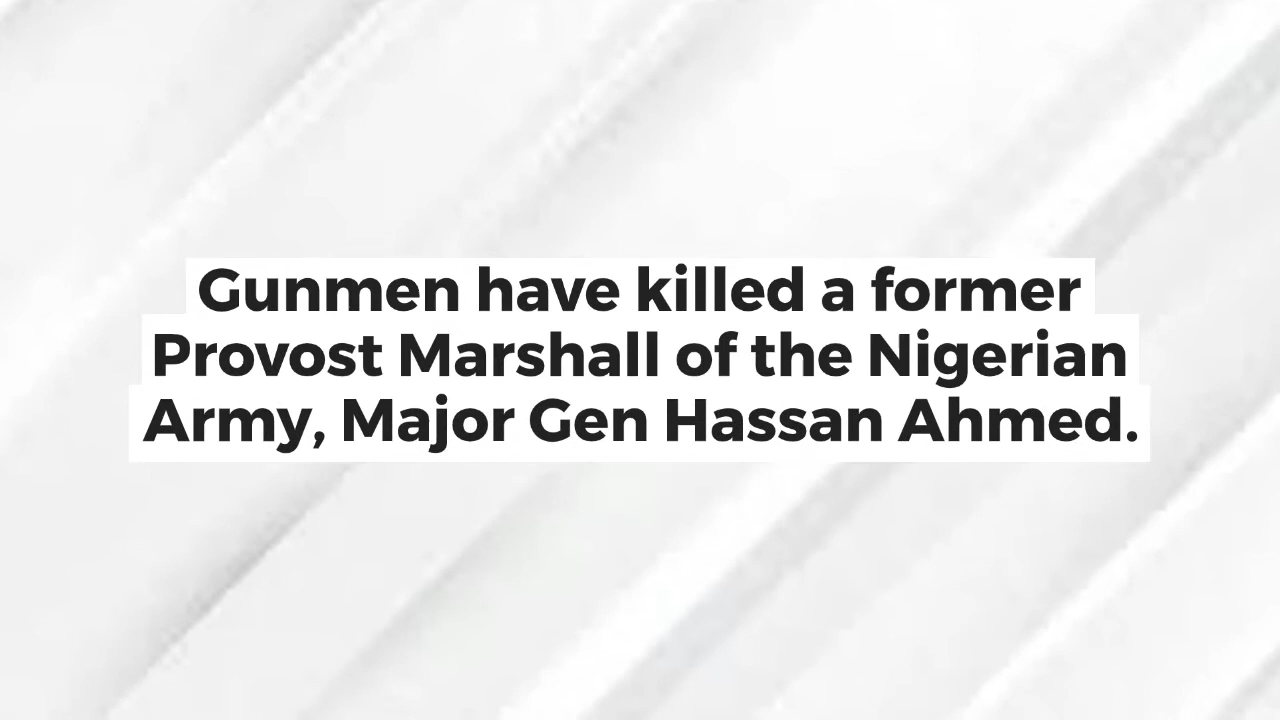 Gunmen have killed a former
Provost Marshall of the Nigerian
Army, Major Gen Hassan Ahmed.